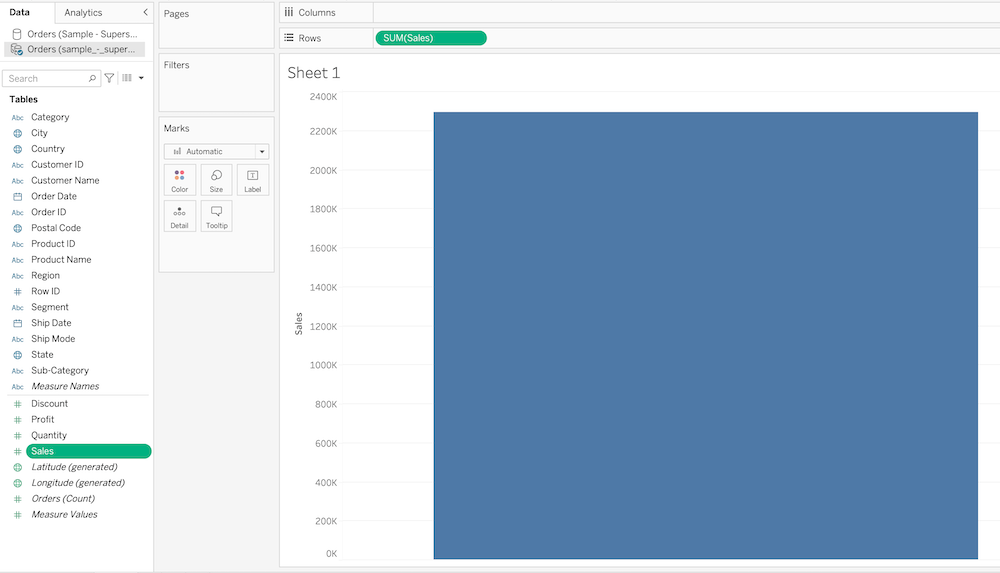 Data
Analytics
Orders (Sample - Supers...
Orders (sample_-_super...
Search
Tables
Abc Category
City
Country
Abc Customer ID
Abc Customer Name
Order Date
Abc Order ID
Postal Code
Abc Product ID
Abc Product Name
Abc Region
Row ID
Abc Segment
Ship Date
Abc Ship Mode
State
Abc Sub-Category
Abc Measure Names
Discount
Profit
Quantity
Sales
Latitude (generated)
Longitude (generated)
Orders (Count)
Measure Values
Pages
Filters
Marks
Automatic
Color
Size
T
Label
Detail
Tooltip
Columns
Rows
SUM(Sales)
Sheet 1
2400K
2200K
2000K
1800K
1600K
1400K
1200K
1000K
800K
600K
400K
200K
0K
Sales